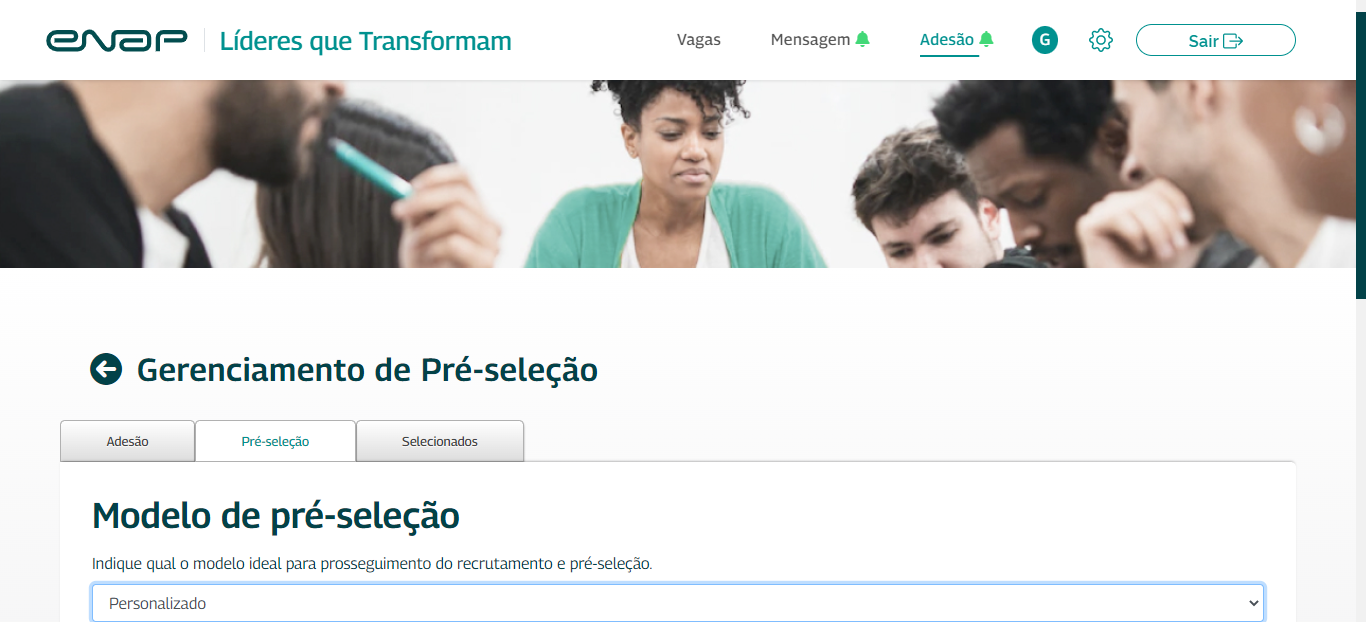 enap
Líderes que Transformam
Vagas
Mensagem
Adesão
G
Sair
Gerenciamento de Pré-seleção
Adesão
Pré-seleção
Selecionados
Modelo de pré-seleção
Indique qual o modelo ideal para prosseguimento do recrutamento e pré-seleção.
Personalizado